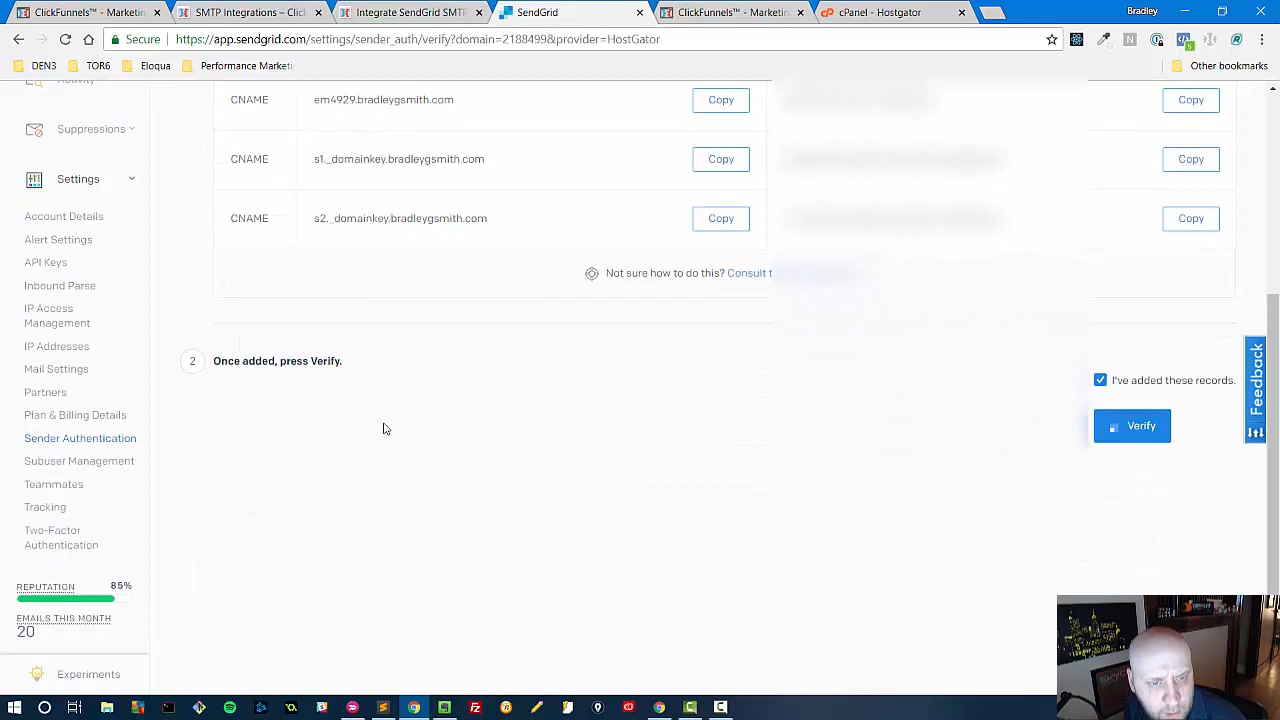 ClickFunnels™ - Marketin
SMTP Integrations – Click
Integrate SendGrid SMTP
SendGrid
ClickFunnels™ - Marketin
cPanel - Hostgator
Bradley
Secure
https://app.sendgrid.com/settings/sender_auth/verify?domain=2188499&provider=HostGator
5
DEN3
TOR6
Eloqua
Performance Marketi
Other bookmarks
Activity
CNAME
em4929.bradleygsmith.com
Copy
Copy
Suppressions
CNAME
s1._domainkey.bradleygsmith.com
Copy
Copy
Settings
CNAME
s2._domainkey.bradleygsmith.com
Copy
Copy
Account Details
Alert Settings
API Keys
Not sure how to do this? Consult t
Inbound Parse
IP Access
Management
IP Addresses
2
Once added, press Verify.
Mail Settings
I've added these records.
Feedback
Partners
Plan & Billing Details
Verify
Sender Authentication
Subuser Management
Teammates
Tracking
Two-Factor
Authentication
REPUTATION
85%
EMAILS THIS MONTH
20
Experiments